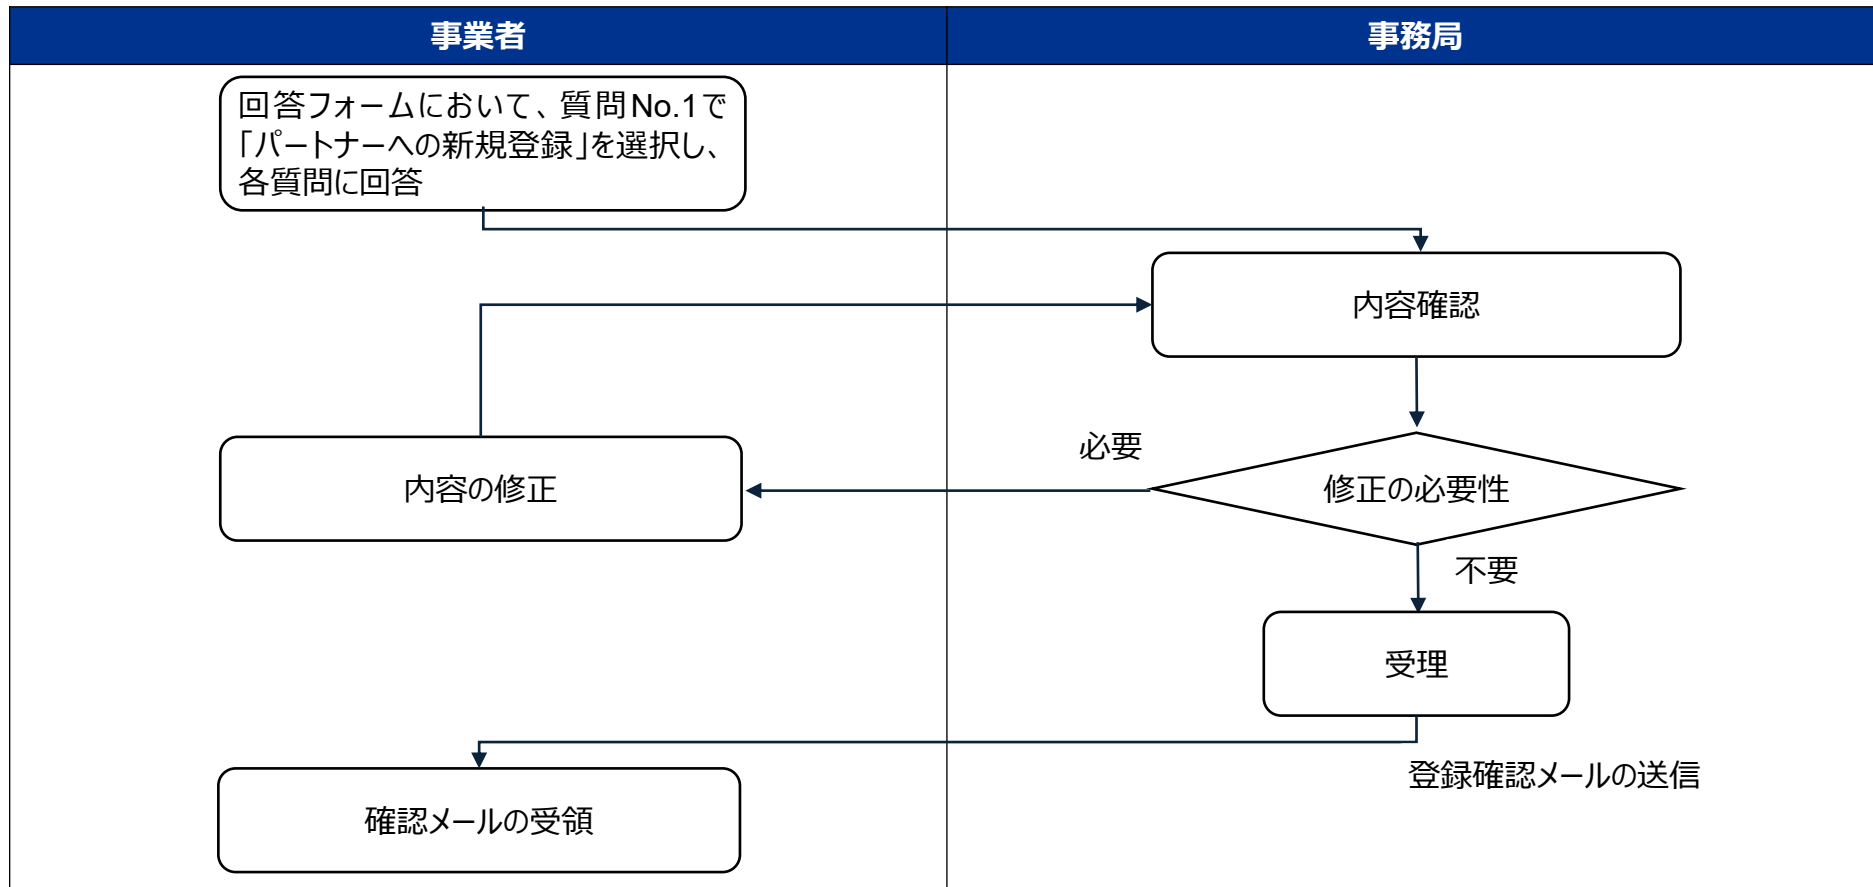 事業者
事務局
回答フォームにおいて、質問No.1で
「パートナーへの新規登録」を選択し、
各質問に回答
内容確認
必要
内容の修正
修正の必要性
不要
受理
登録確認メールの送信
確認メールの受領